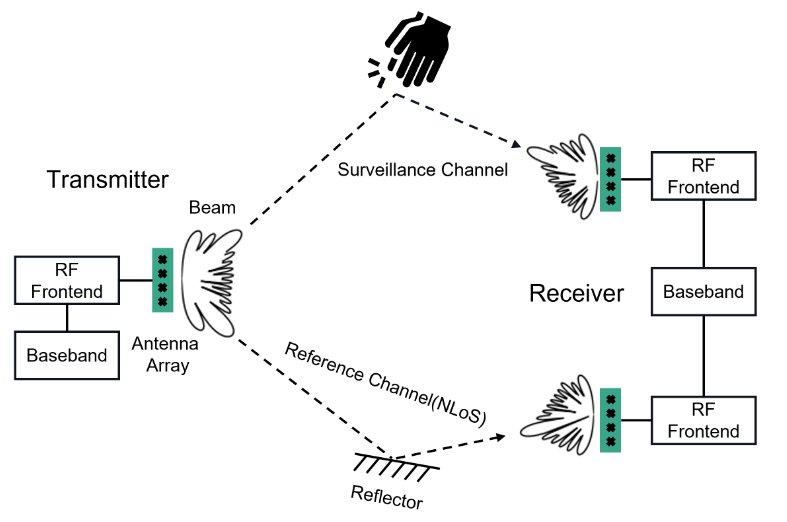 Transmitter
Beam
RF
Frontend
Baseband
Antenna
Array
Surveillance Channel
Reference Channel(NLoS)
Reflector
Receiver
RF
Frontend
Baseband
RF
Frontend